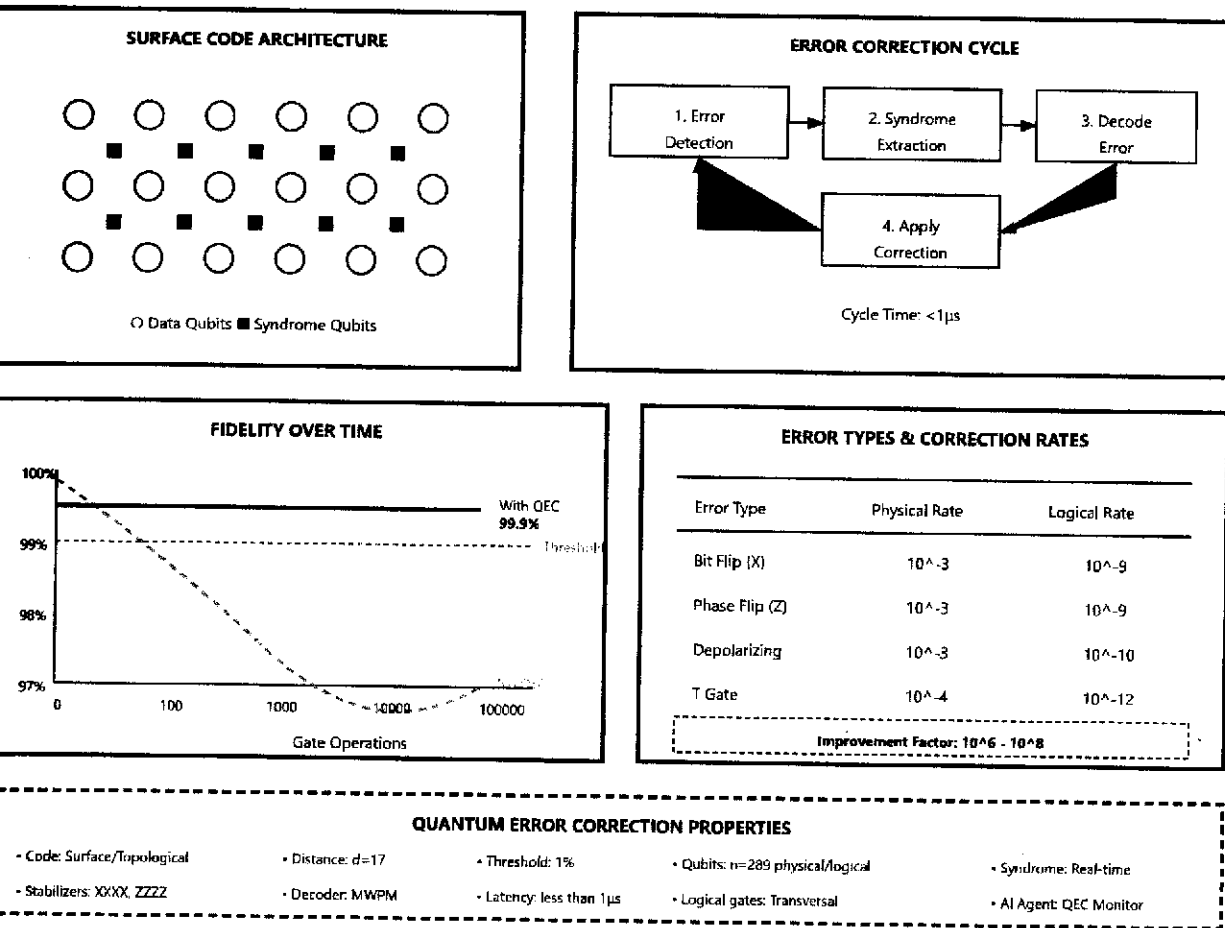 SURFACE CODE ARCHITECTURE
○ Data Qubits ■ Syndrome Qubits
ERROR CORRECTION CYCLE
1. Error
Detection
2. Syndrome
Extraction
3. Decode
Error
4. Apply
Correction
Cycle Time: <1µs
FIDELITY OVER TIME
100%
99%
98%
97%
With QEC
99.9%
Threshold
0
100
1000
10000
100000
Gate Operations
ERROR TYPES & CORRECTION RATES
Error Type Physical Rate Logical Rate
Bit Flip (X) 10^-3 10^-9
Phase Flip (Z) 10^-3 10^-9
Depolarizing 10^-3 10^-10
T Gate 10^-4 10^-12
Improvement Factor: 10^6 - 10^8
QUANTUM ERROR CORRECTION PROPERTIES
• Code: Surface/Topological • Distance: d=17 • Threshold: 1% • Qubits: n=289 physical/logical • Syndrome: Real-time
• Stabilizers: XXXX, ZZZZ • Decoder: MWPM • Latency: less than 1µs • Logical gates: Transversal • AI Agent: QEC Monitor